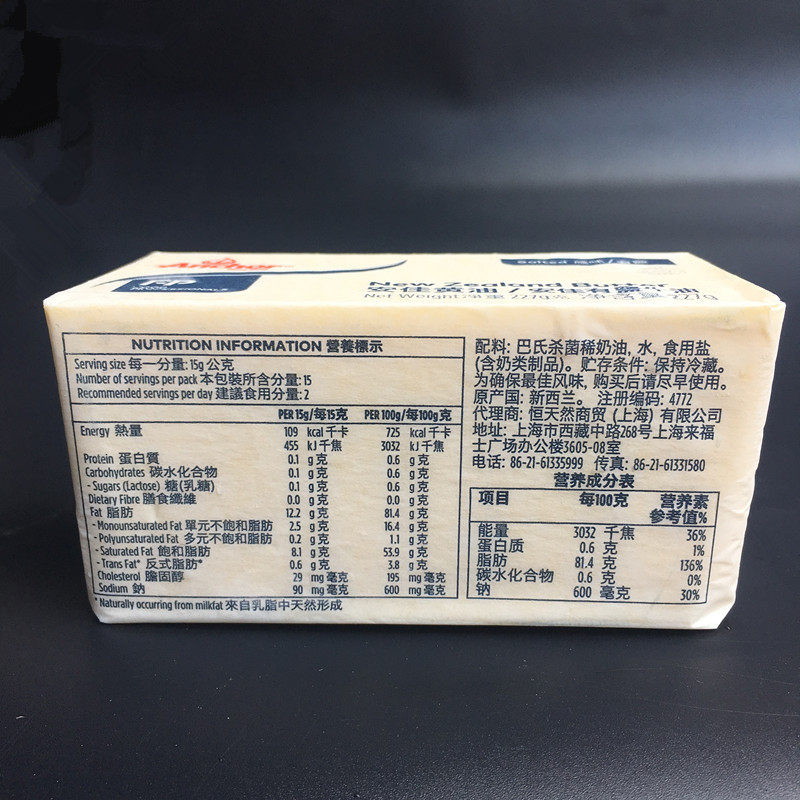 Anchor
FP
PROFESSIONALS
Salted
New Zealand Butter
Net Weight 淨重 227g克 净含量 227g
NUTRITION INFORMATION 營養標示
Serving size 每一分量: 15g 公克
Number of servings per pack 本包裝所含分量: 15
Recommended servings per day 建議食用分量: 2
PER 15g/每15克 PER 100g/每100g克
Energy 熱量 109 kcal 千卡 725 kcal 千卡
455 kJ 千焦 3032 kJ 千焦
Protein 蛋白質 0.1 g 克 0.6 g 克
Carbohydrates 碳水化合物 0.1 g 克 0.6 g 克
- Sugars (Lactose) 糖(乳糖) 0.1 g 克 0.6 g 克
Dietary Fibre 膳食纖維 0.0 g 克 0.0 g 克
Fat 脂肪 12.2 g 克 81.4 g 克
- Monounsaturated Fat 單元不飽和脂肪 2.5 g 克 16.4 g 克
- Polyunsaturated Fat 多元不飽和脂肪 0.2 g 克 1.1 g 克
- Saturated Fat 飽和脂肪 8.1 g 克 53.9 g 克
- Trans Fat* 反式脂肪* 0.6 g 克 3.8 g 克
Cholesterol 膽固醇 29 mg 毫克 195 mg 毫克
Sodium 鈉 90 mg 毫克 600 mg 毫克
* Naturally occurring from milkfat 來自乳脂中天然形成
配料: 巴氏杀菌稀奶油, 水, 食用盐
(含奶类制品)。贮存条件: 保持冷藏。
为确保最佳风味, 购买后请尽早使用。
原产国: 新西兰。 注册编码: 4772
代理商: 恒天然商贸 (上海) 有限公司
地址: 上海市西藏中路268号上海来福
士广场办公楼3605-08室
电话: 86-21-61335999 传真: 86-21-61331580
营养成分表
项目 每100克 营养素
参考值%
能量 3032 千焦 36%
蛋白质 0.6 克 1%
脂肪 81.4 克 136%
碳水化合物 0.6 克 0%
钠 600 毫克 30%